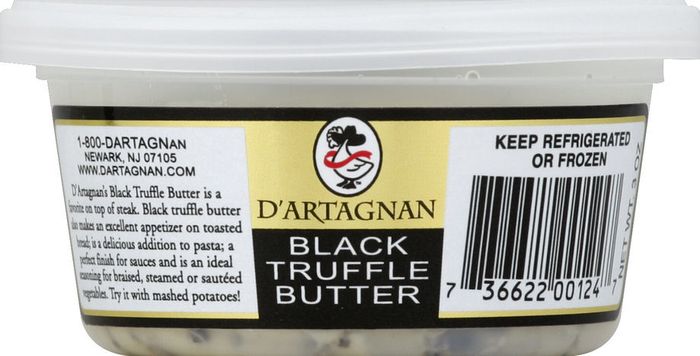 1-800-DARTAGNAN
NEWARK, NJ 07105
WWW.DARTAGNAN.COM
D'Artagnan's Black Truffle Butter is a
favorite on top of steak. Black truffle butter
also makes an excellent appetizer on toasted
bread; is a delicious addition to pasta; a
perfect finish for sauces and is an ideal
seasoning for braised, steamed or sautéed
vegetables. Try it with mashed potatoes!
D'ARTAGNAN
BLACK
TRUFFLE
BUTTER
KEEP REFRIGERATED
OR FROZEN
7 36622 00124 7
NET WT 3 OZ